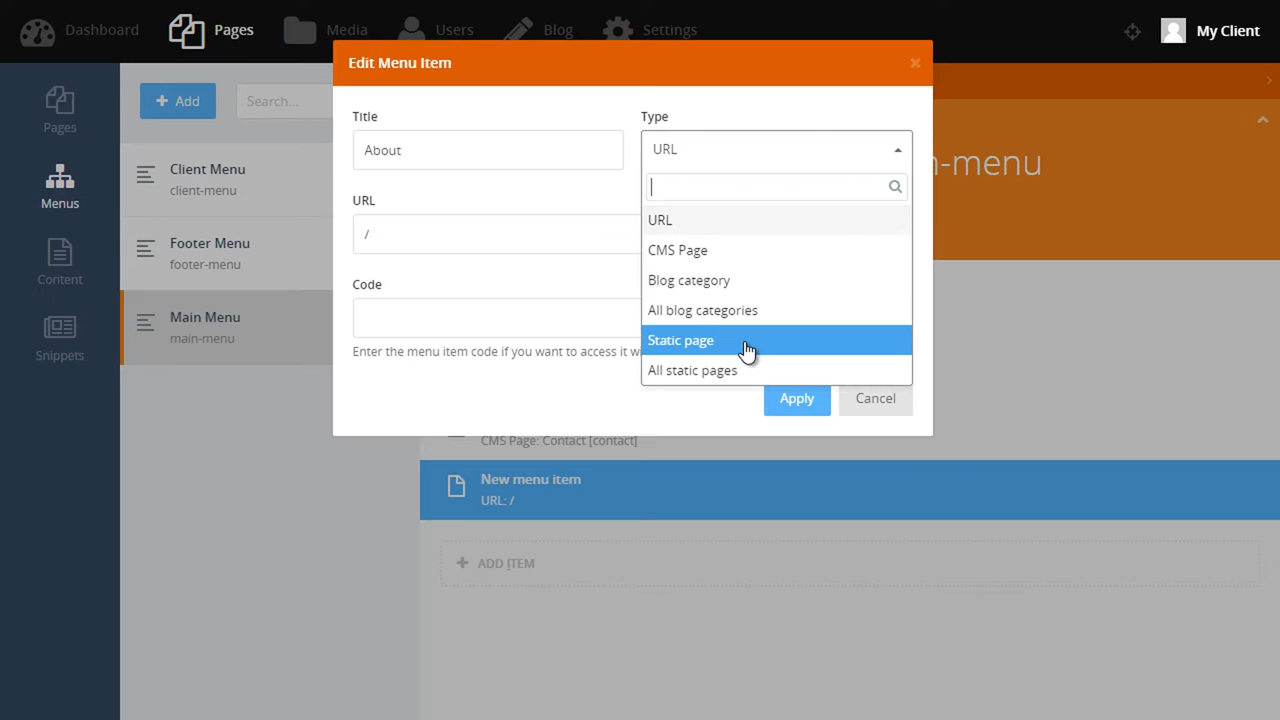 Dashboard Pages Media Users Blog Settings My Client
Edit Menu Item
Pages
Menus
Content
Snippets
Add Search...
Client Menu
client-menu
Footer Menu
footer-menu
Main Menu
main-menu
n-menu
Title
About
Type
URL
URL
/
Code
Enter the menu item code if you want to access it wi
URL
CMS Page
Blog category
All blog categories
Static page
All static pages
Apply Cancel
CMS Page: Contact [contact]
New menu item
URL: /
ADD ITEM